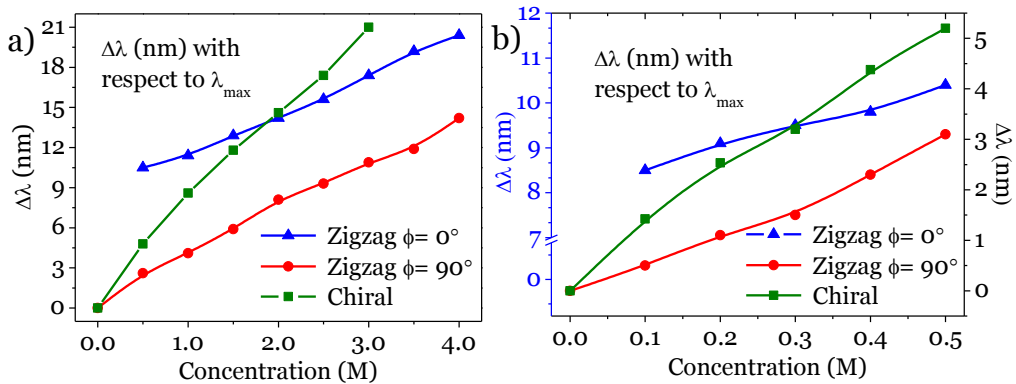 a)
Δλ (nm) with
respect to λmax
Δλ (nm)
21
18
15
12
9
6
3
0
Zigzag ϕ= 0°
Zigzag ϕ= 90°
Chiral
0.0 1.0 2.0 3.0 4.0
Concentration (M)
b)
Δλ (nm) with
respect to λmax
Δλ (nm)
12
11
10
9
8
7
0
Zigzag ϕ= 0°
Zigzag ϕ= 90°
Chiral
5
4
3
2
1
0
Δλ (nm)
0.0 0.1 0.2 0.3 0.4 0.5
Concentration (M)